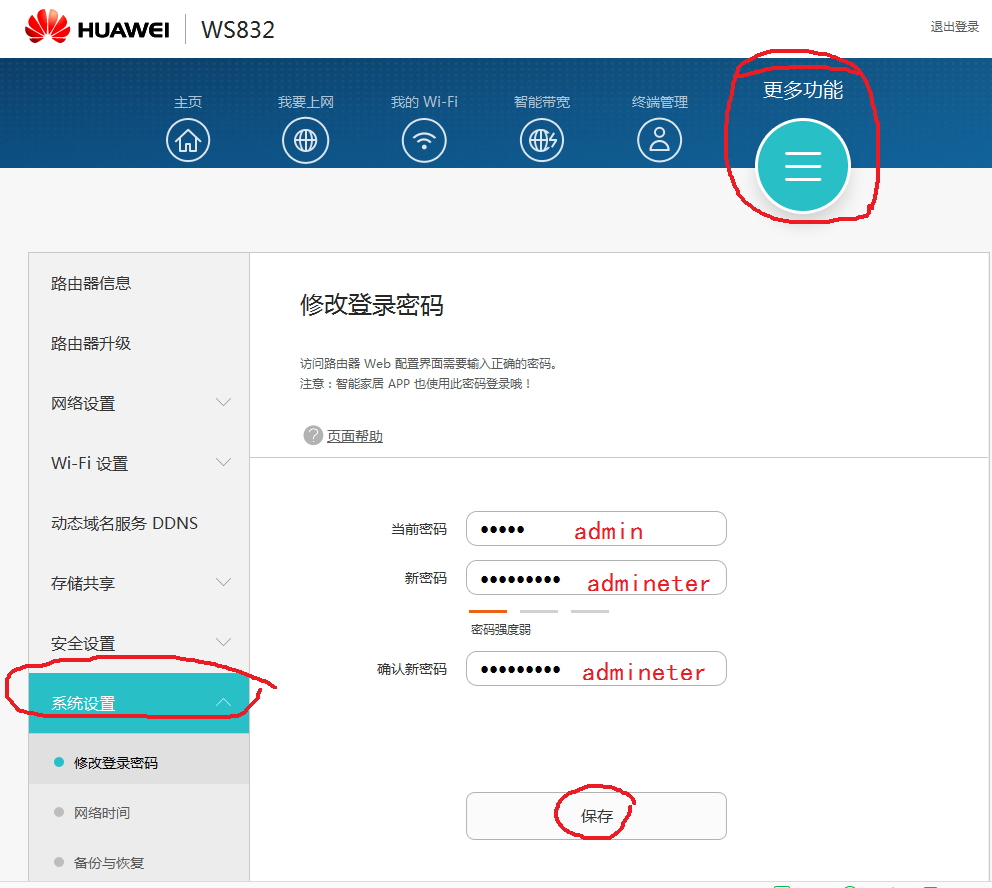 HUAWEI WS832
退出登录
主页 我要上网 我的 Wi-Fi 智能带宽 终端管理 更多功能
路由器信息
路由器升级
网络设置
Wi-Fi 设置
动态域名服务 DDNS
存储共享
安全设置
系统设置
修改登录密码
网络时间
备份与恢复
修改登录密码
访问路由器 Web 配置界面需要输入正确的密码。
注意：智能家居 APP 也使用此密码登录哦！
? 页面帮助
当前密码 ••••• admin
新密码 ••••••••• admineter
密码强度弱
确认新密码 ••••••••• admineter
保存